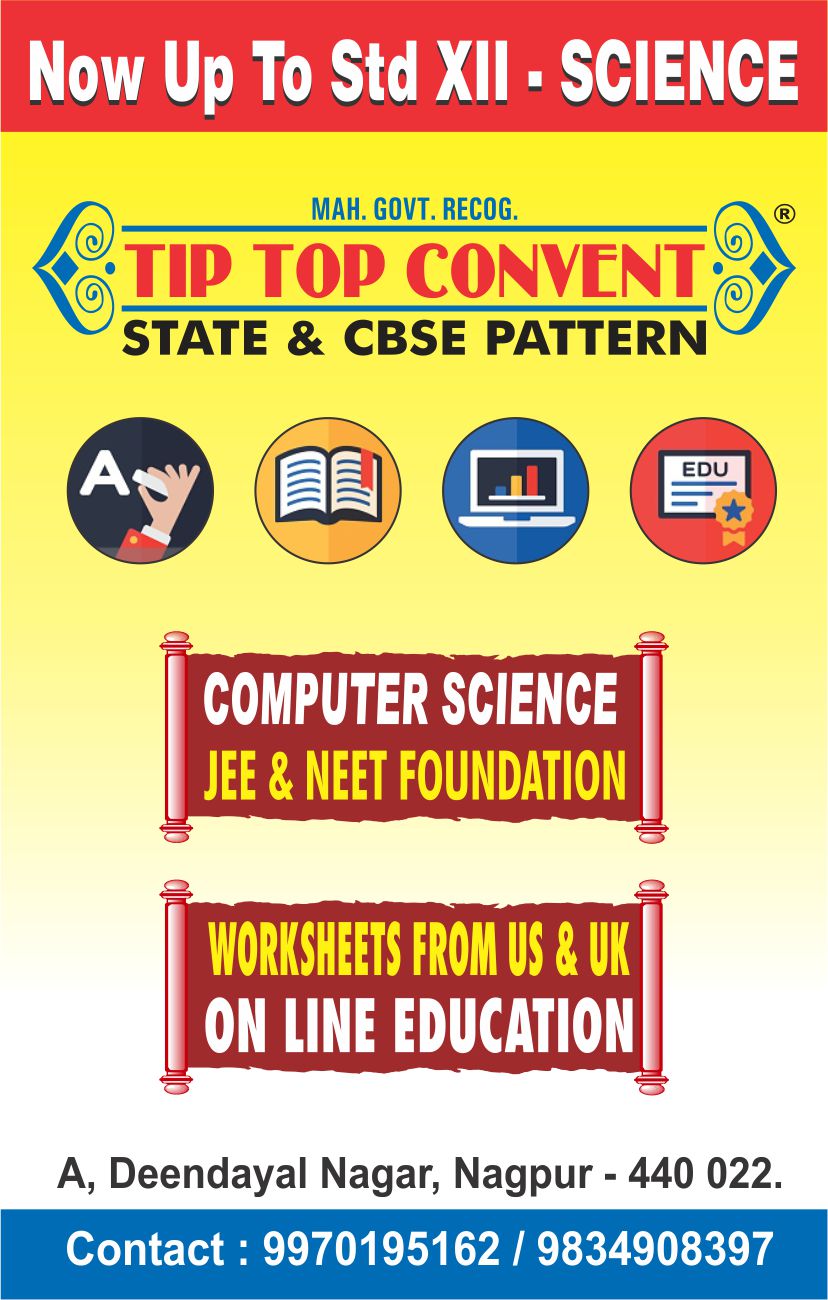 Now Up To Std XII - SCIENCE
MAH. GOVT. RECOG.
®
TIP TOP CONVENT
STATE & CBSE PATTERN
A
EDU
COMPUTER SCIENCE
JEE & NEET FOUNDATION
WORKSHEETS FROM US & UK
ON LINE EDUCATION
A, Deendayal Nagar, Nagpur - 440 022.
Contact : 9970195162 / 9834908397